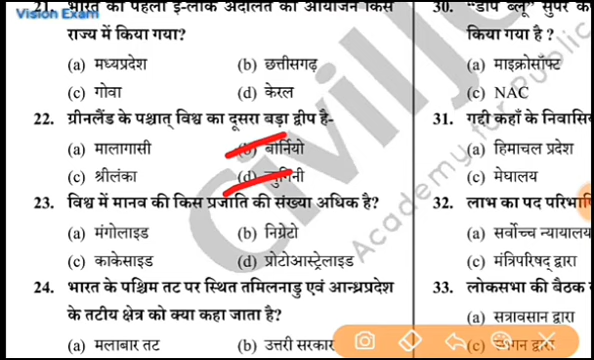 Vision Exam
21. भारत की पहली ई-लोक अदालत का आयोजन किस
राज्य में किया गया?
(a) मध्यप्रदेश (b) छत्तीसगढ़
(c) गोवा (d) केरल
22. ग्रीनलैंड के पश्चात् विश्व का दूसरा बड़ा द्वीप है-
(a) मालागासी (b) बोर्नियो
(c) श्रीलंका (d) न्युगिनी
23. विश्व में मानव की किस प्रजाति की संख्या अधिक है?
(a) मंगोलाइड (b) निग्रेटो
(c) काकेसाइड (d) प्रोटोआस्ट्रेलाइड
24. भारत के पश्चिम तट पर स्थित तमिलनाडु एवं आन्ध्रप्रदेश
के तटीय क्षेत्र को क्या कहा जाता है?
(a) मलाबार तट (b) उत्तरी सरकार
30. "डीप ब्लू" सुपर क
किया गया है ?
(a) माइक्रोसॉफ्ट
(c) NAC
31. गद्दी कहाँ के निवासि
(a) हिमाचल प्रदेश
(c) मेघालय
32. लाभ का पद परिभाषि
(a) सर्वोच्च न्यायालय
(c) मंत्रिपरिषद् द्वारा
33. लोकसभा की बैठक
(a) सत्रावसान द्वारा
(c) द्वारा
Academy for Public